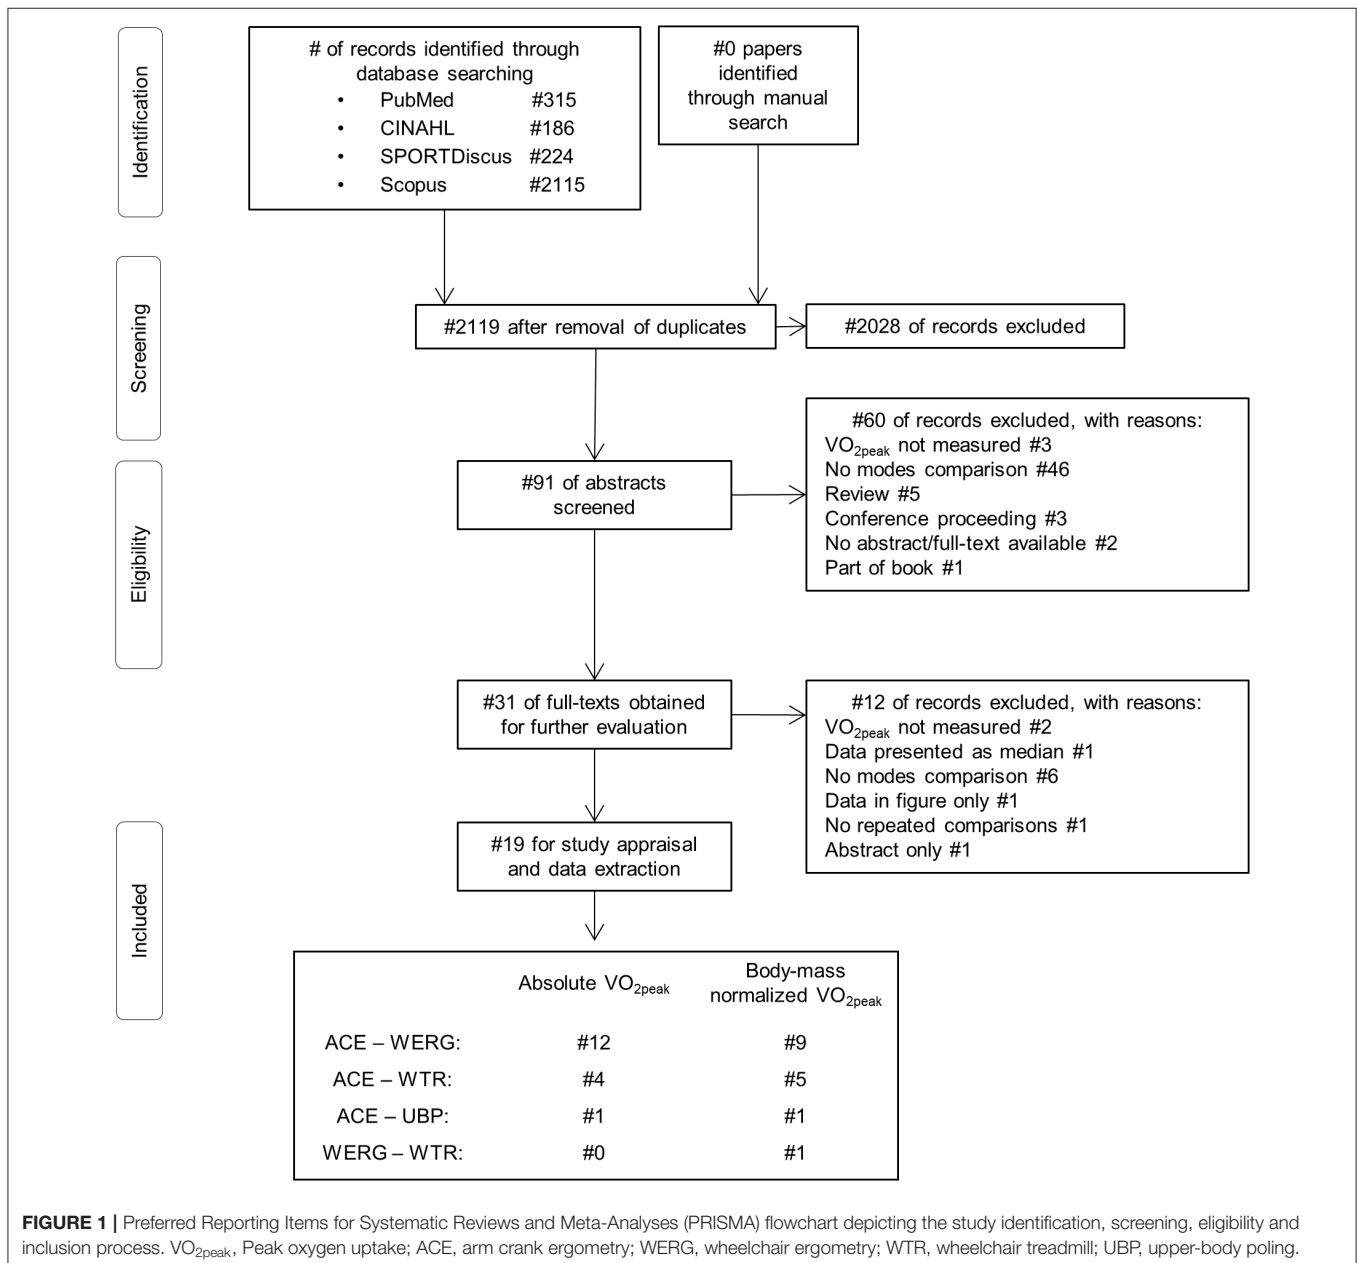 Identification
# of records identified through
database searching
• PubMed #315
• CINAHL #186
• SPORTDiscus #224
• Scopus #2115
#0 papers
identified
through manual
search
Screening
#2119 after removal of duplicates
#2028 of records excluded
Eligibility
#91 of abstracts
screened
#60 of records excluded, with reasons:
VO2peak not measured #3
No modes comparison #46
Review #5
Conference proceeding #3
No abstract/full-text available #2
Part of book #1
#31 of full-texts obtained
for further evaluation
#12 of records excluded, with reasons:
VO2peak not measured #2
Data presented as median #1
No modes comparison #6
Data in figure only #1
No repeated comparisons #1
Abstract only #1
Included
#19 for study appraisal
and data extraction
Absolute VO2peak
Body-mass
normalized VO2peak
ACE – WERG: #12 #9
ACE – WTR: #4 #5
ACE – UBP: #1 #1
WERG – WTR: #0 #1
FIGURE 1 | Preferred Reporting Items for Systematic Reviews and Meta-Analyses (PRISMA) flowchart depicting the study identification, screening, eligibility and
inclusion process. VO2peak, Peak oxygen uptake; ACE, arm crank ergometry; WERG, wheelchair ergometry; WTR, wheelchair treadmill; UBP, upper-body poling.